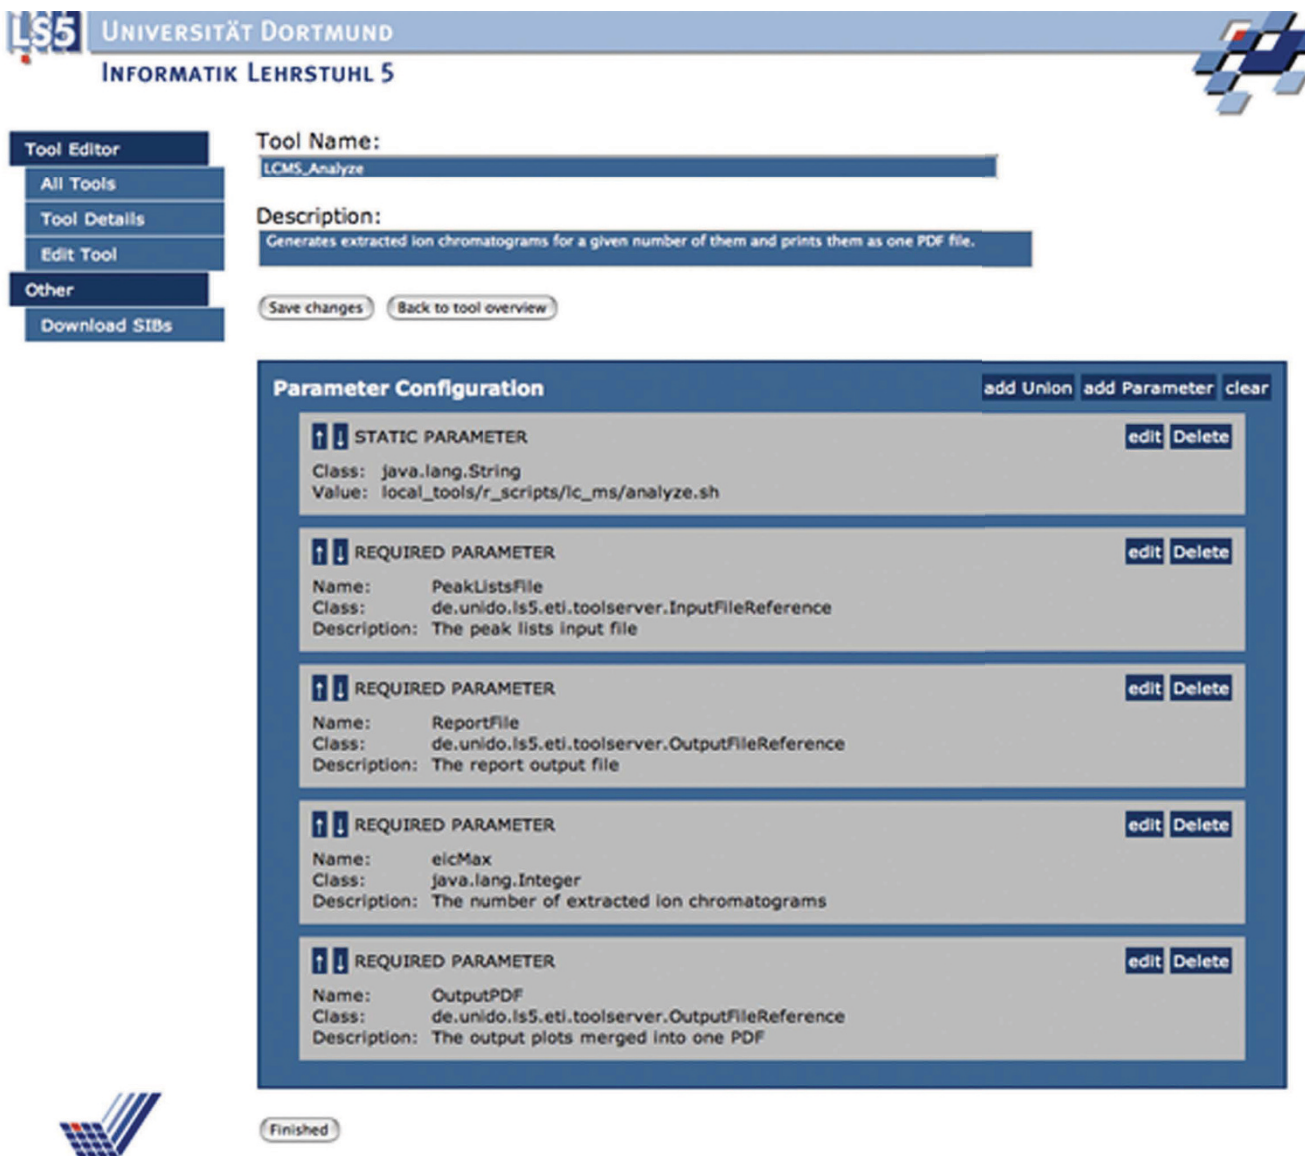 LS5 UNIVERSITÄT DORTMUND
INFORMATIK LEHRSTUHL 5
Tool Editor
All Tools
Tool Details
Edit Tool
Other
Download SIBs
Tool Name:
LCMS_Analyze
Description:
Generates extracted ion chromatograms for a given number of them and prints them as one PDF file.
Save changes Back to tool overview
Parameter Configuration add Union add Parameter clear
↑ ↓ STATIC PARAMETER edit Delete
Class: java.lang.String
Value: local_tools/r_scripts/lc_ms/analyze.sh
↑ ↓ REQUIRED PARAMETER edit Delete
Name: PeakListsFile
Class: de.unido.ls5.eti.toolserver.InputFileReference
Description: The peak lists input file
↑ ↓ REQUIRED PARAMETER edit Delete
Name: ReportFile
Class: de.unido.ls5.eti.toolserver.OutputFileReference
Description: The report output file
↑ ↓ REQUIRED PARAMETER edit Delete
Name: eicMax
Class: java.lang.Integer
Description: The number of extracted ion chromatograms
↑ ↓ REQUIRED PARAMETER edit Delete
Name: OutputPDF
Class: de.unido.ls5.eti.toolserver.OutputFileReference
Description: The output plots merged into one PDF
Finished